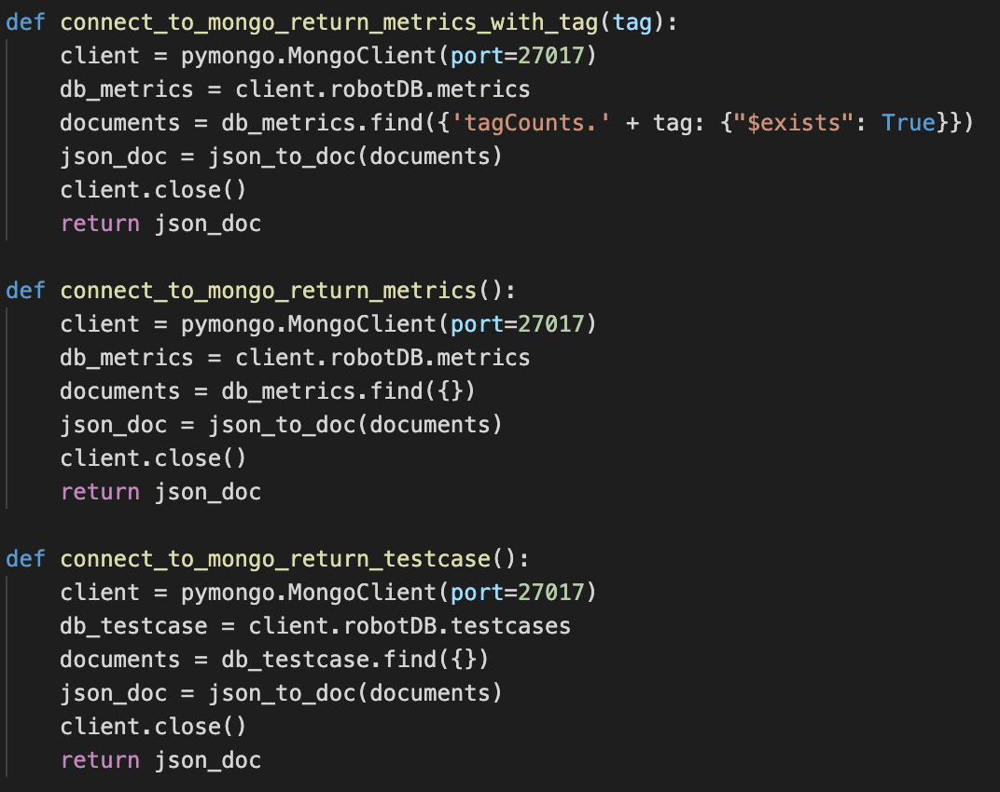 def connect_to_mongo_return_metrics_with_tag(tag):
    client = pymongo.MongoClient(port=27017)
    db_metrics = client.robotDB.metrics
    documents = db_metrics.find({'tagCounts.' + tag: {"$exists": True}})
    json_doc = json_to_doc(documents)
    client.close()
    return json_doc

def connect_to_mongo_return_metrics():
    client = pymongo.MongoClient(port=27017)
    db_metrics = client.robotDB.metrics
    documents = db_metrics.find({})
    json_doc = json_to_doc(documents)
    client.close()
    return json_doc

def connect_to_mongo_return_testcase():
    client = pymongo.MongoClient(port=27017)
    db_testcase = client.robotDB.testcases
    documents = db_testcase.find({})
    json_doc = json_to_doc(documents)
    client.close()
    return json_doc